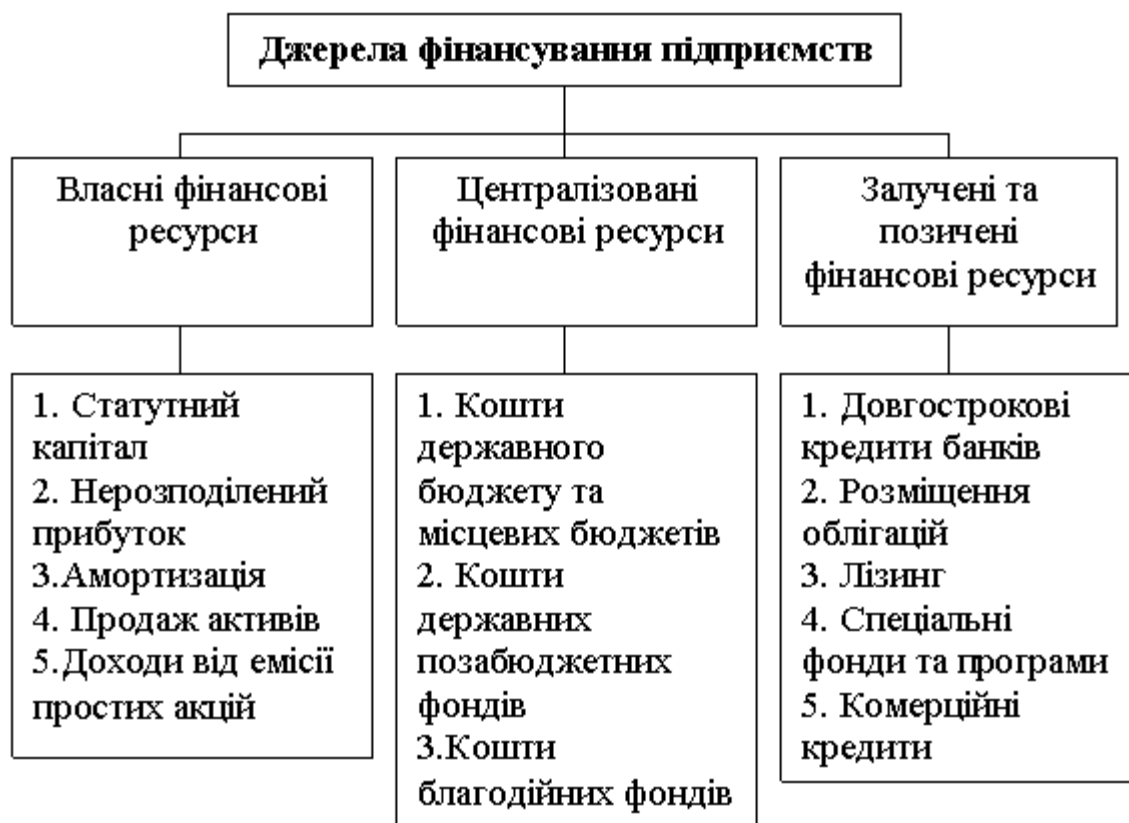 Джерела фінансування підприємств
Власні фінансові
ресурси
Централізовані
фінансові ресурси
Залучені та
позичені
фінансові ресурси
1. Статутний
капітал
2. Нерозподілений
прибуток
3.Амортизація
4. Продаж активів
5.Доходи від емісії
простих акцій
1. Кошти
державного
бюджету та
місцевих бюджетів
2. Кошти
державних
позабюджетних
фондів
3.Кошти
благодійних фондів
1. Довгострокові
кредити банків
2. Розміщення
облігацій
3. Лізинг
4. Спеціальні
фонди та програми
5. Комерційні
кредити